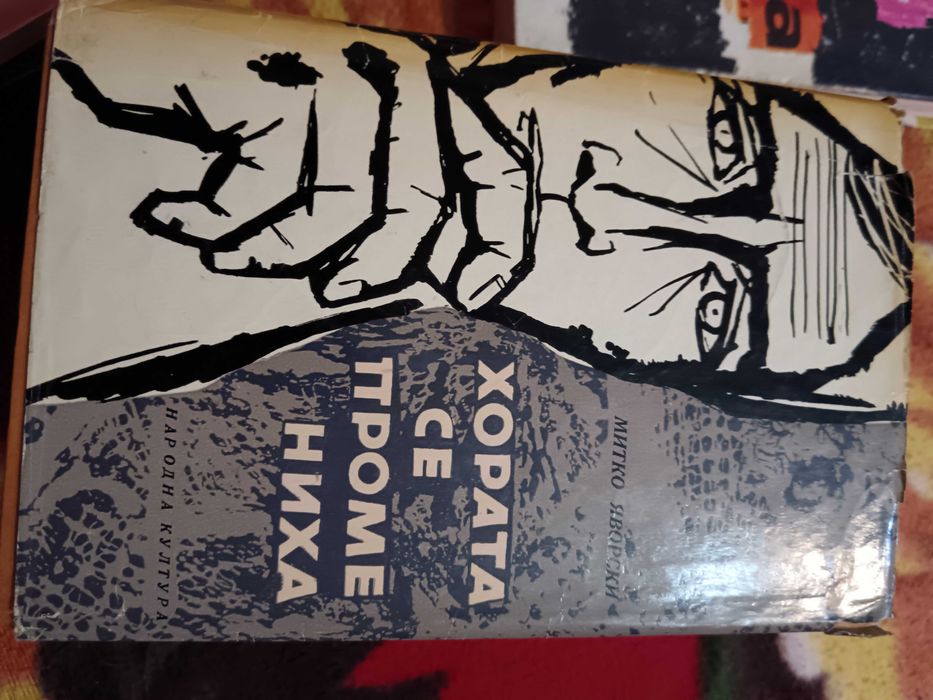 МИТКО ЯВОРСКИ
ХОРАТА
СЕ
ПРОМЕ
НИХА
НАРОДНА КУЛТУРА